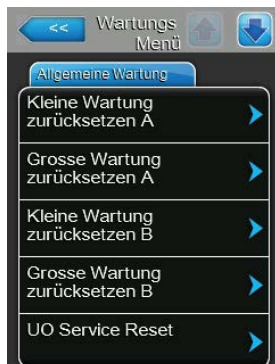 <<
Wartungs
Menü
Allgemeine Wartung
Kleine Wartung
zurücksetzen A
Grosse Wartung
zurücksetzen A
Kleine Wartung
zurücksetzen B
Grosse Wartung
zurücksetzen B
UO Service Reset